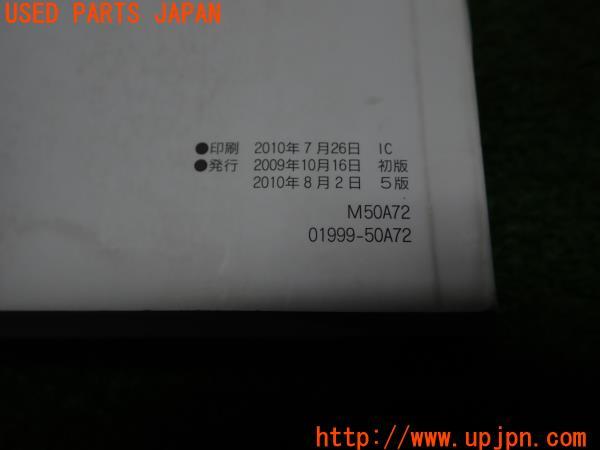 USED PARTS JAPAN
●印刷 2010年7月26日 IC
●発行 2009年10月16日 初版
2010年8月2日 5版
M50A72
01999-50A72
http://www.upjpn.com/